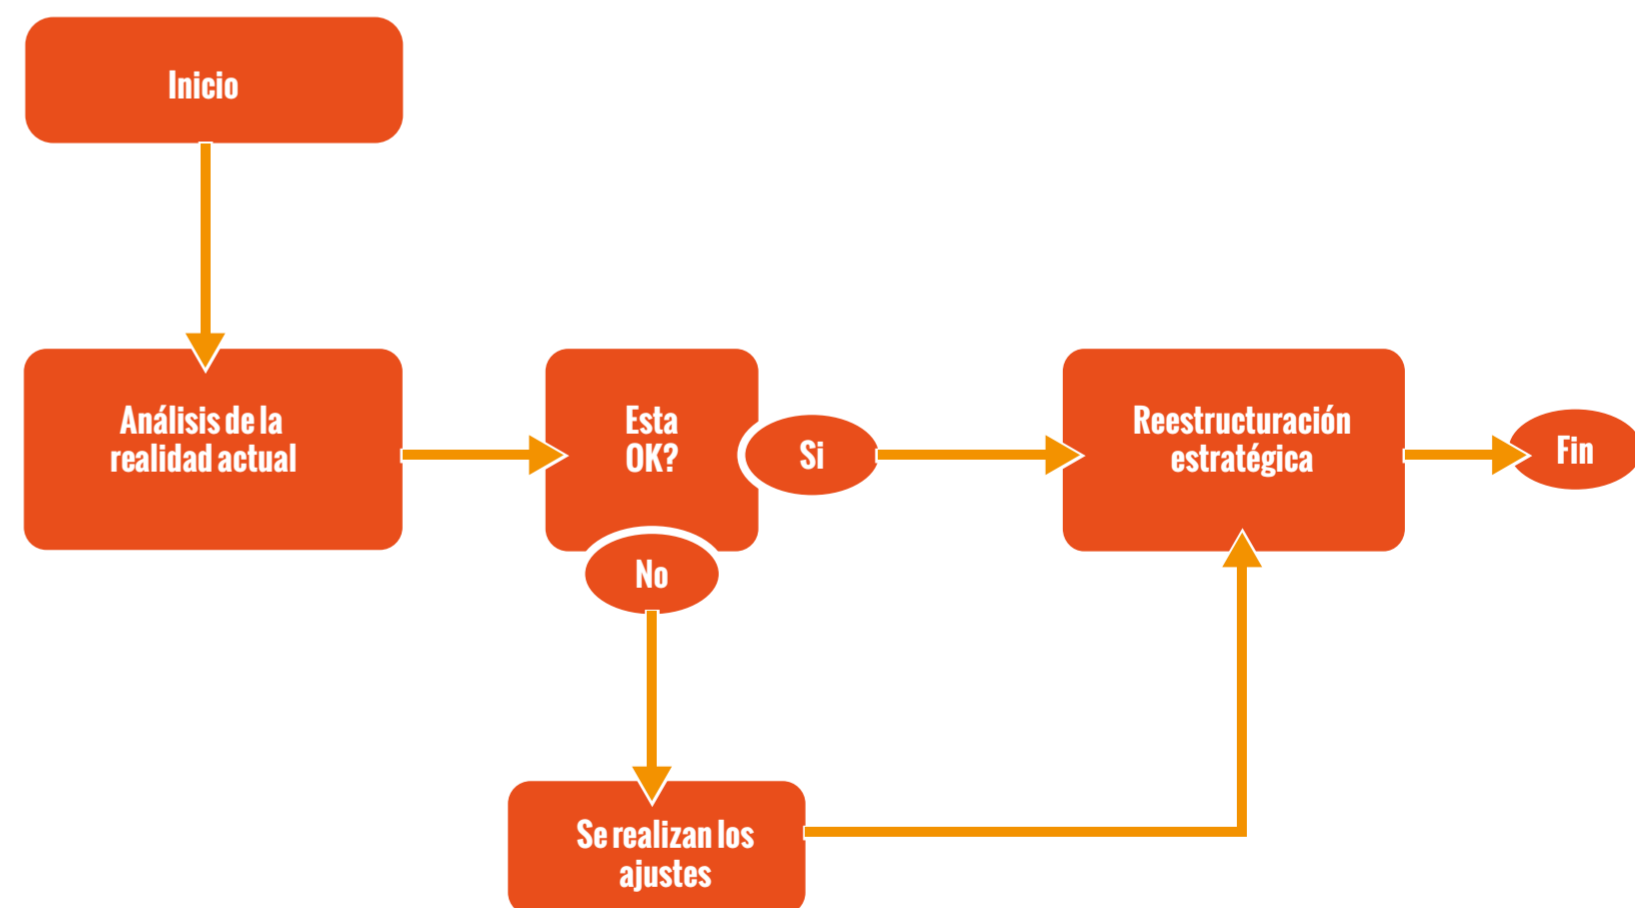 Inicio
Análisis de la
realidad actual
Esta
OK?
Si
Reestructuración
estratégica
Fin
No
Se realizan los
ajustes